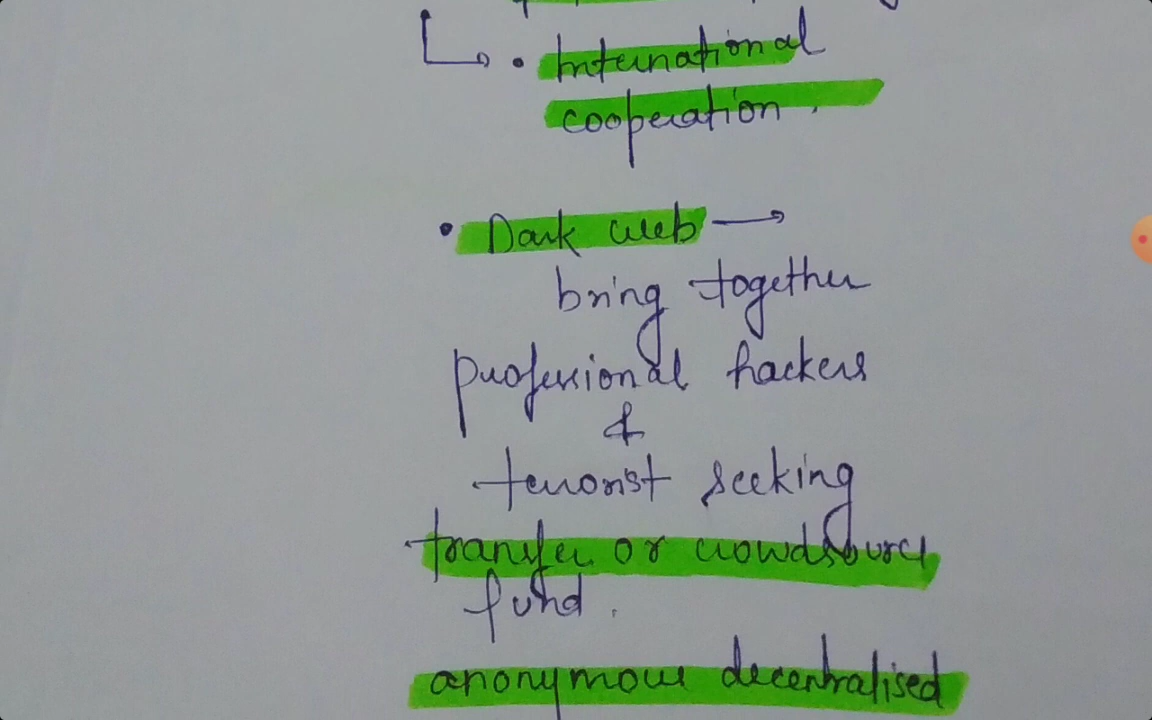 • International
cooperation.
• Dark web →
bring together
professional hackers
&
terrorist seeking
transfer or crowdsource
fund.
anonymous decentralised